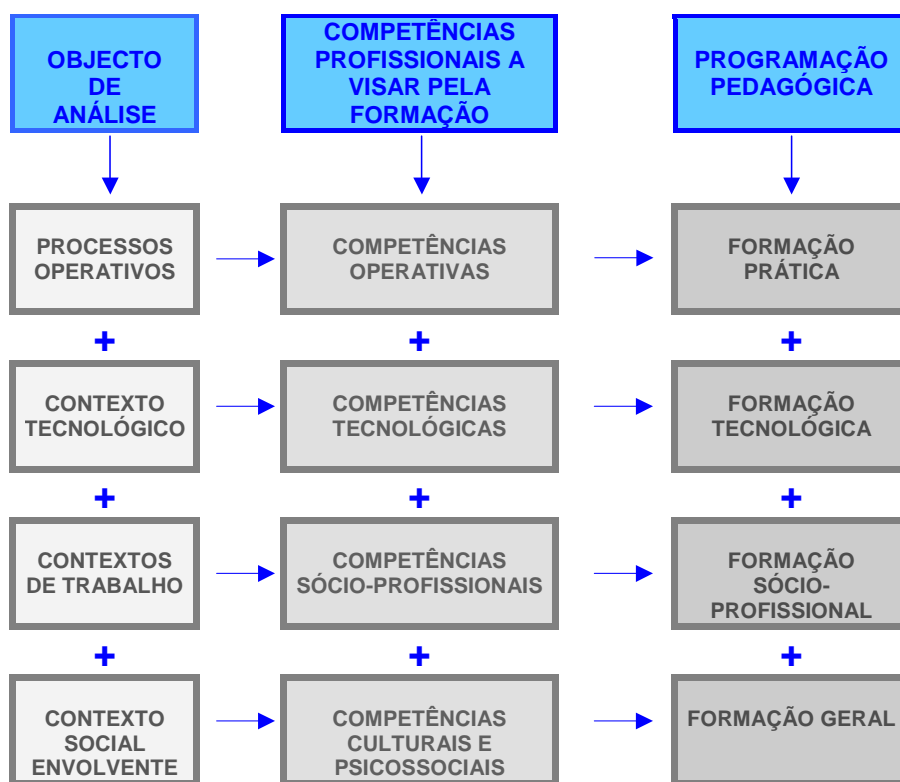 OBJECTO
DE
ANÁLISE
COMPETÊNCIAS
PROFISSIONAIS A
VISAR PELA
FORMAÇÃO
PROGRAMAÇÃO
PEDAGÓGICA
PROCESSOS
OPERATIVOS
COMPETÊNCIAS
OPERATIVAS
FORMAÇÃO
PRÁTICA
+
+
+
CONTEXTO
TECNOLÓGICO
COMPETÊNCIAS
TECNOLÓGICAS
FORMAÇÃO
TECNOLÓGICA
+
+
+
CONTEXTOS
DE TRABALHO
COMPETÊNCIAS
SÓCIO-PROFISSIONAIS
FORMAÇÃO
SÓCIO-
PROFISSIONAL
+
+
+
CONTEXTO
SOCIAL
ENVOLVENTE
COMPETÊNCIAS
CULTURAIS E
PSICOSSOCIAIS
FORMAÇÃO GERAL